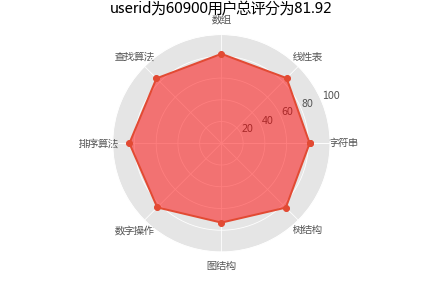 userid为60900用户总评分为81.92
数组
查找算法
线性表
100
80
60
40
20
排序算法
字符串
数字操作
树结构
图结构